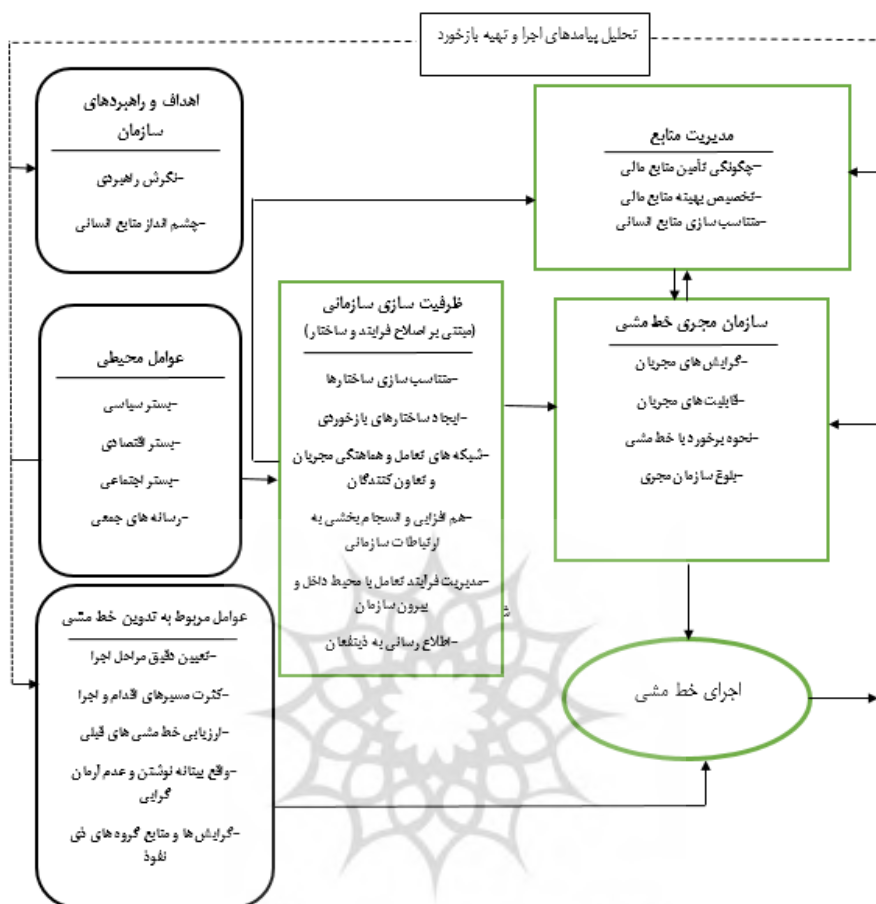 تحلیل پیامدهای اجرا و تهیه بازخورد
اهداف و راهبردهای
سازمان
-نگرش راهبردی
-چشم انداز منابع انسانی
مدیریت منابع
-چگونگی تأمین منابع مالی
-تخصیص بهینه منابع مالی
-متناسب سازی منابع انسانی
ظرفیت سازی سازمانی
(مبتنی بر اصلاح فرایند و ساختار)
-متناسب سازی ساختارها
-ایجاد ساختارهای بازخوردی
-شبکه های تعامل و هماهنگی مجریان
و تعاون کنندگان
-هم افزایی و انسجام‌بخشی به
ارتباطات سازمانی
-مدیریت فرآیند تعامل با محیط داخل و
بیرون سازمان
-اطلاع رسانی به ذینفعان
سازمان مجری خط مشی
-گرایش های مجریان
-قابلیت‌های مجریان
-نحوه برخورد با خط مشی
-بلوغ سازمان مجری
عوامل محیطی
-بستر سیاسی
-بستر اقتصادی
-بستر اجتماعی
-رسانه های جمعی
عوامل مربوط به تدوین خط مشی
-تعیین دقیق مراحل اجرا
-کثرت مسیرهای اقدام و اجرا
-ارزیابی خط مشی های قبلی
-واقع بینانه نوشتن و عدم آرمان
گرایی
-گرایش ها و منابع گروه های ذی
نفوذ
اجرای خط مشی